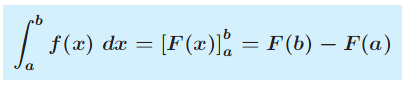 ∫_a^b f(x) dx = [F(x)]_a^b = F(b) − F(a)